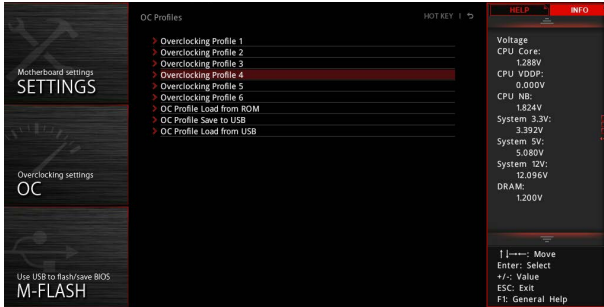 OC Profiles
HOT KEY |
HELP
INFO
Motherboard settings
SETTINGS
Overclocking settings
OC
Use USB to flash/save BIOS
M-FLASH
Overclocking Profile 1
Overclocking Profile 2
Overclocking Profile 3
Overclocking Profile 4
Overclocking Profile 5
Overclocking Profile 6
OC Profile Load from ROM
OC Profile Save to USB
OC Profile Load from USB
Voltage
CPU Core:
1.288V
CPU VDDP:
0.000V
CPU NB:
1.824V
System 3.3V:
3.392V
System 5V:
5.080V
System 12V:
12.096V
DRAM:
1.200V
↑↓→←: Move
Enter: Select
+/-: Value
ESC: Exit
F1: General Help